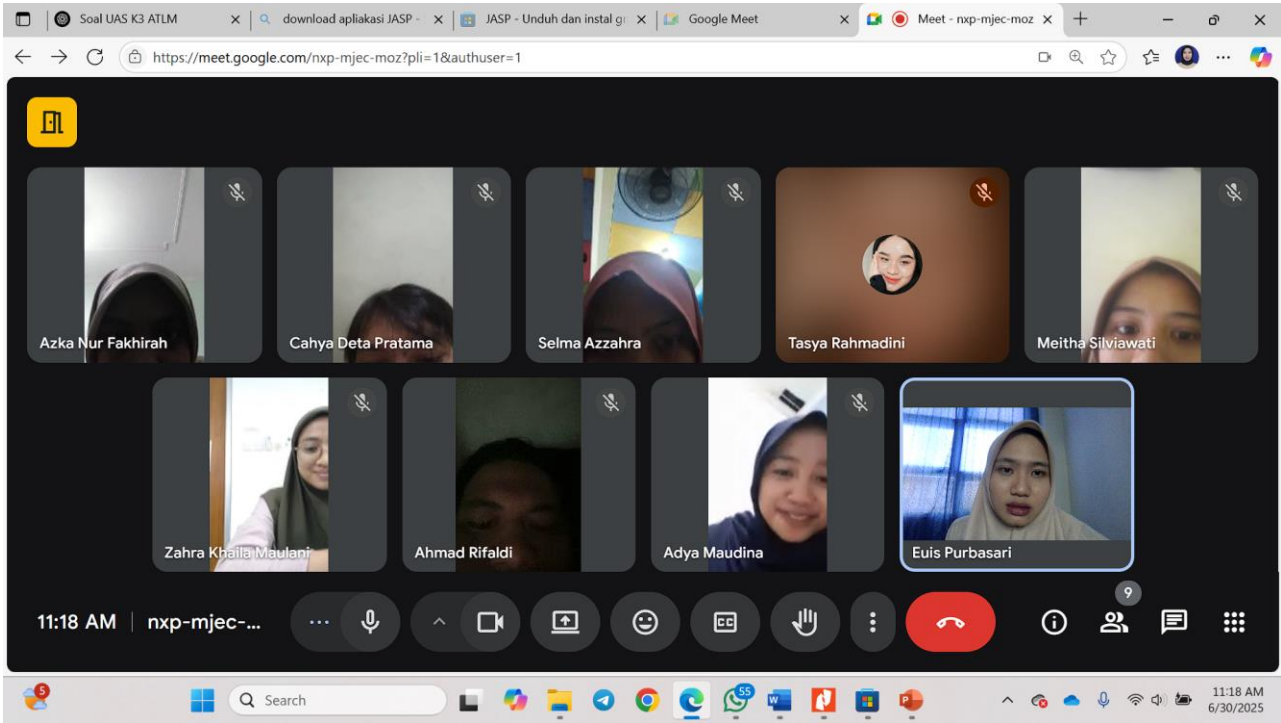 Soal UAS K3 ATLM
download apliakasi JASP -
JASP - Unduh dan instal g
Google Meet
Meet - nxp-mjec-moz
https://meet.google.com/nxp-mjec-moz?pli=1&authuser=1
Azka Nur Fakhirah
Cahya Deta Pratama
Selma Azzahra
Tasya Rahmadini
Meitha Silviawati
Zahra Khaila Maulani
Ahmad Rifaldi
Adya Maudina
Euis Purbasari
9
11:18 AM | nxp-mjec-...
CC
5
Search
55
11:18 AM
6/30/2025